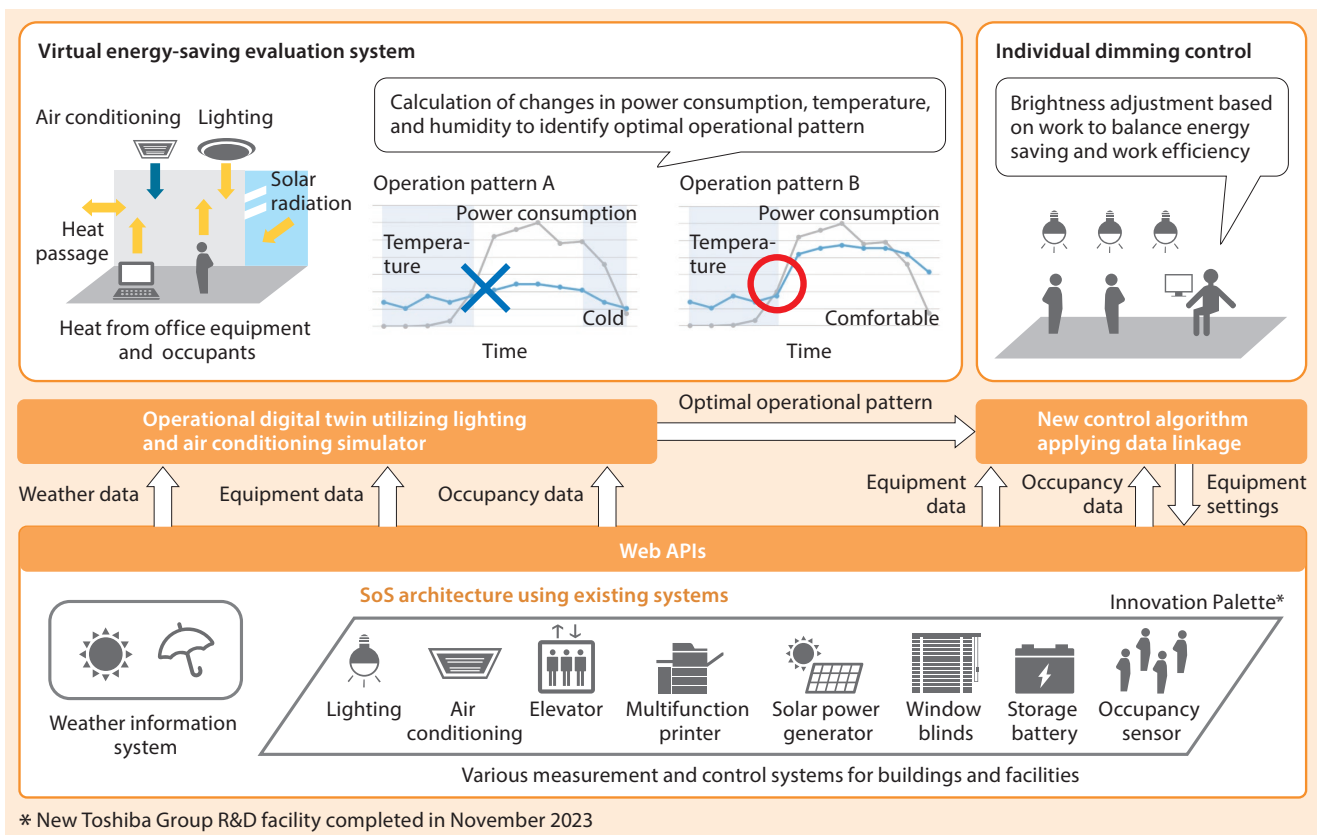 Virtual energy-saving evaluation system
Air conditioning
Lighting
Solar
radiation
Heat
passage
Heat from office equipment
and occupants
Calculation of changes in power consumption, temperature,
and humidity to identify optimal operational pattern
Operation pattern A
Power consumption
Tempera-
ture
Cold
Time
Operation pattern B
Power consumption
Tempera-
ture
Comfortable
Time
Individual dimming control
Brightness adjustment based
on work to balance energy
saving and work efficiency
Operational digital twin utilizing lighting
and air conditioning simulator
Optimal operational pattern
New control algorithm
applying data linkage
Weather data
Equipment data
Occupancy data
Equipment
data
Occupancy
data
Equipment
settings
Web APIs
SoS architecture using existing systems
Innovation Palette*
Weather information
system
Lighting
Air
conditioning
Elevator
Multifunction
printer
Solar power
generator
Window
blinds
Storage
battery
Occupancy
sensor
Various measurement and control systems for buildings and facilities
* New Toshiba Group R&D facility completed in November 2023